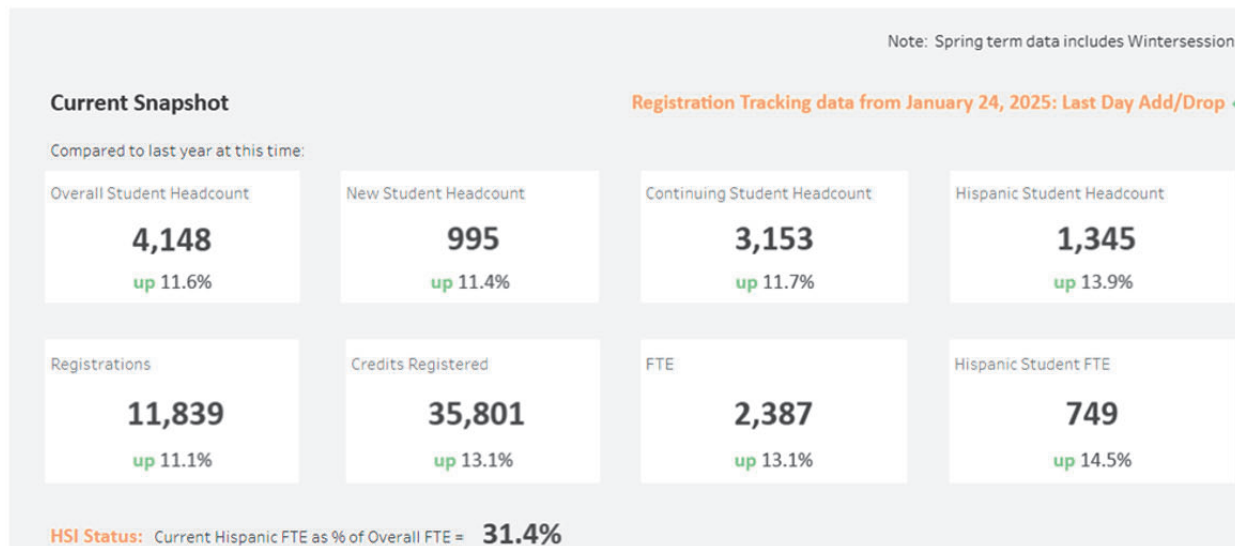 Note: Spring term data includes Wintersession
Current Snapshot
Registration Tracking data from January 24, 2025: Last Day Add/Drop
Compared to last year at this time:
Overall Student Headcount
4,148
up 11.6%
New Student Headcount
995
up 11.4%
Continuing Student Headcount
3,153
up 11.7%
Hispanic Student Headcount
1,345
up 13.9%
Registrations
11,839
up 11.1%
Credits Registered
35,801
up 13.1%
FTE
2,387
up 13.1%
Hispanic Student FTE
749
up 14.5%
HSI Status: Current Hispanic FTE as % of Overall FTE = 31.4%